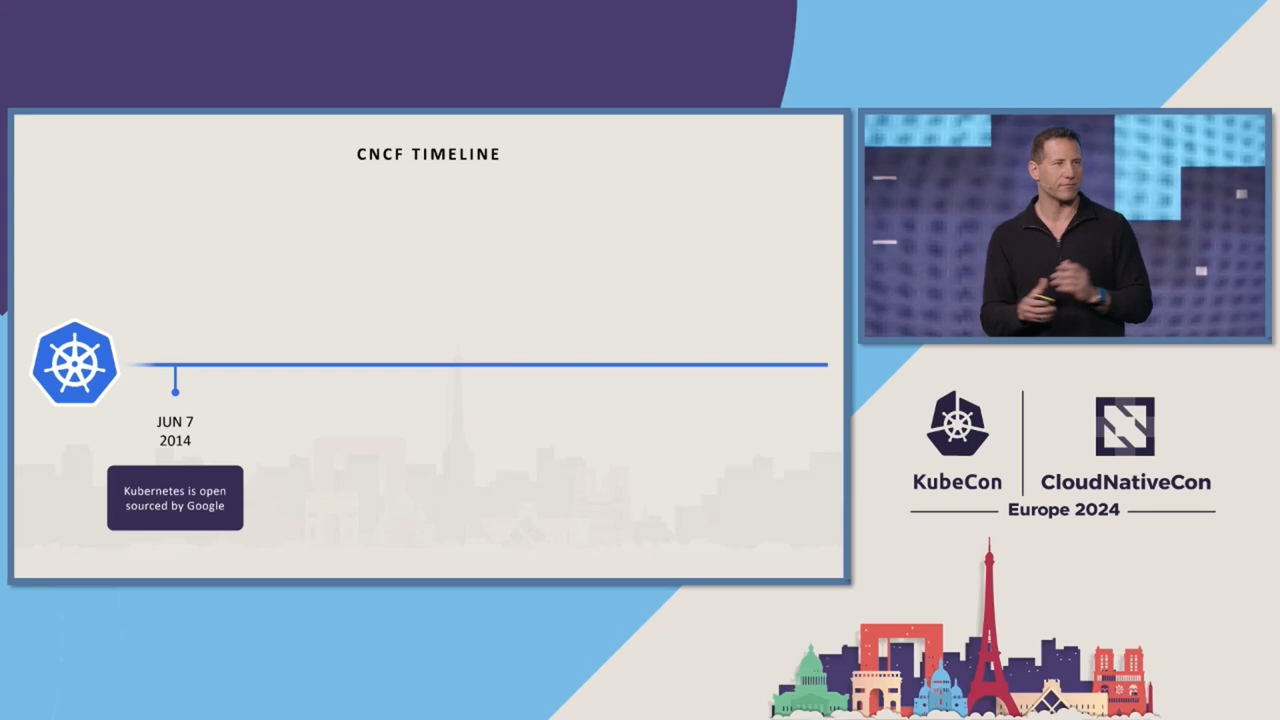 CNCF TIMELINE
JUN 7
2014
Kubernetes is open
sourced by Google
KubeCon
CloudNativeCon
Europe 2024